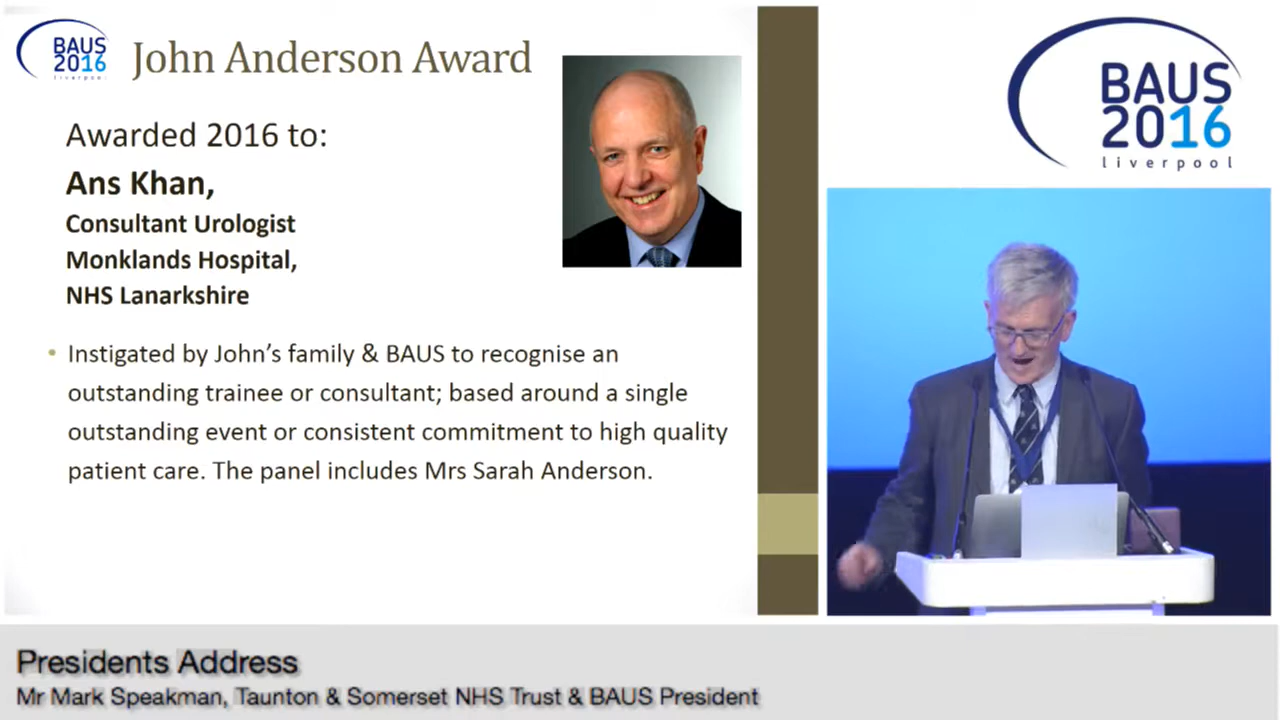 BAUS
2016
liverpool
John Anderson Award
Awarded 2016 to:
Ans Khan,
Consultant Urologist
Monklands Hospital,
NHS Lanarkshire
• Instigated by John's family & BAUS to recognise an
outstanding trainee or consultant; based around a single
outstanding event or consistent commitment to high quality
patient care. The panel includes Mrs Sarah Anderson.
BAUS
2016
liverpool
Presidents Address
Mr Mark Speakman, Taunton & Somerset NHS Trust & BAUS President